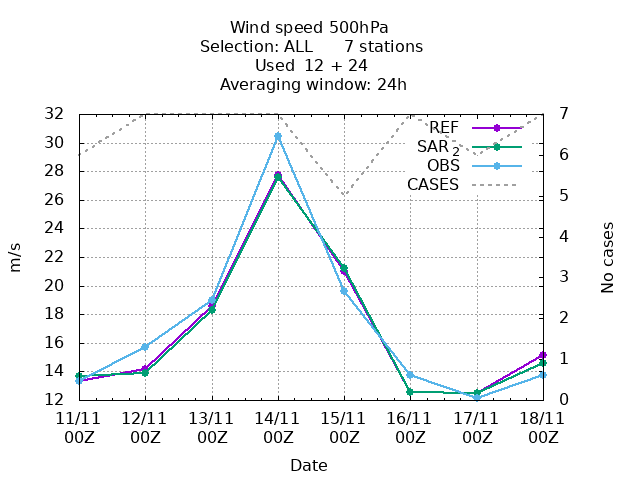 Wind speed 500hPa
Selection: ALL 7 stations
Used 12 + 24
Averaging window: 24h
32
30
28
26
24
22
20
18
16
14
12
m/s
7
6
5
4
3
2
1
0
No cases
REF
SAR 2
OBS
CASES
11/11 12/11 13/11 14/11 15/11 16/11 17/11 18/11
00Z 00Z 00Z 00Z 00Z 00Z 00Z 00Z
Date